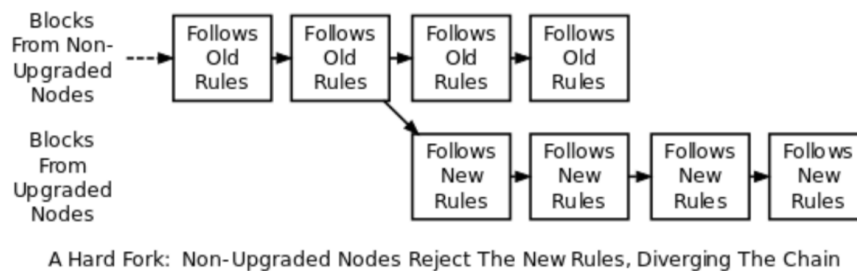 Blocks
From Non-
Upgraded
Nodes
Follows
Old
Rules
Follows
Old
Rules
Follows
Old
Rules
Follows
Old
Rules
Blocks
From
Upgraded
Nodes
Follows
New
Rules
Follows
New
Rules
Follows
New
Rules
Follows
New
Rules
A Hard Fork: Non-Upgraded Nodes Reject The New Rules, Diverging The Chain